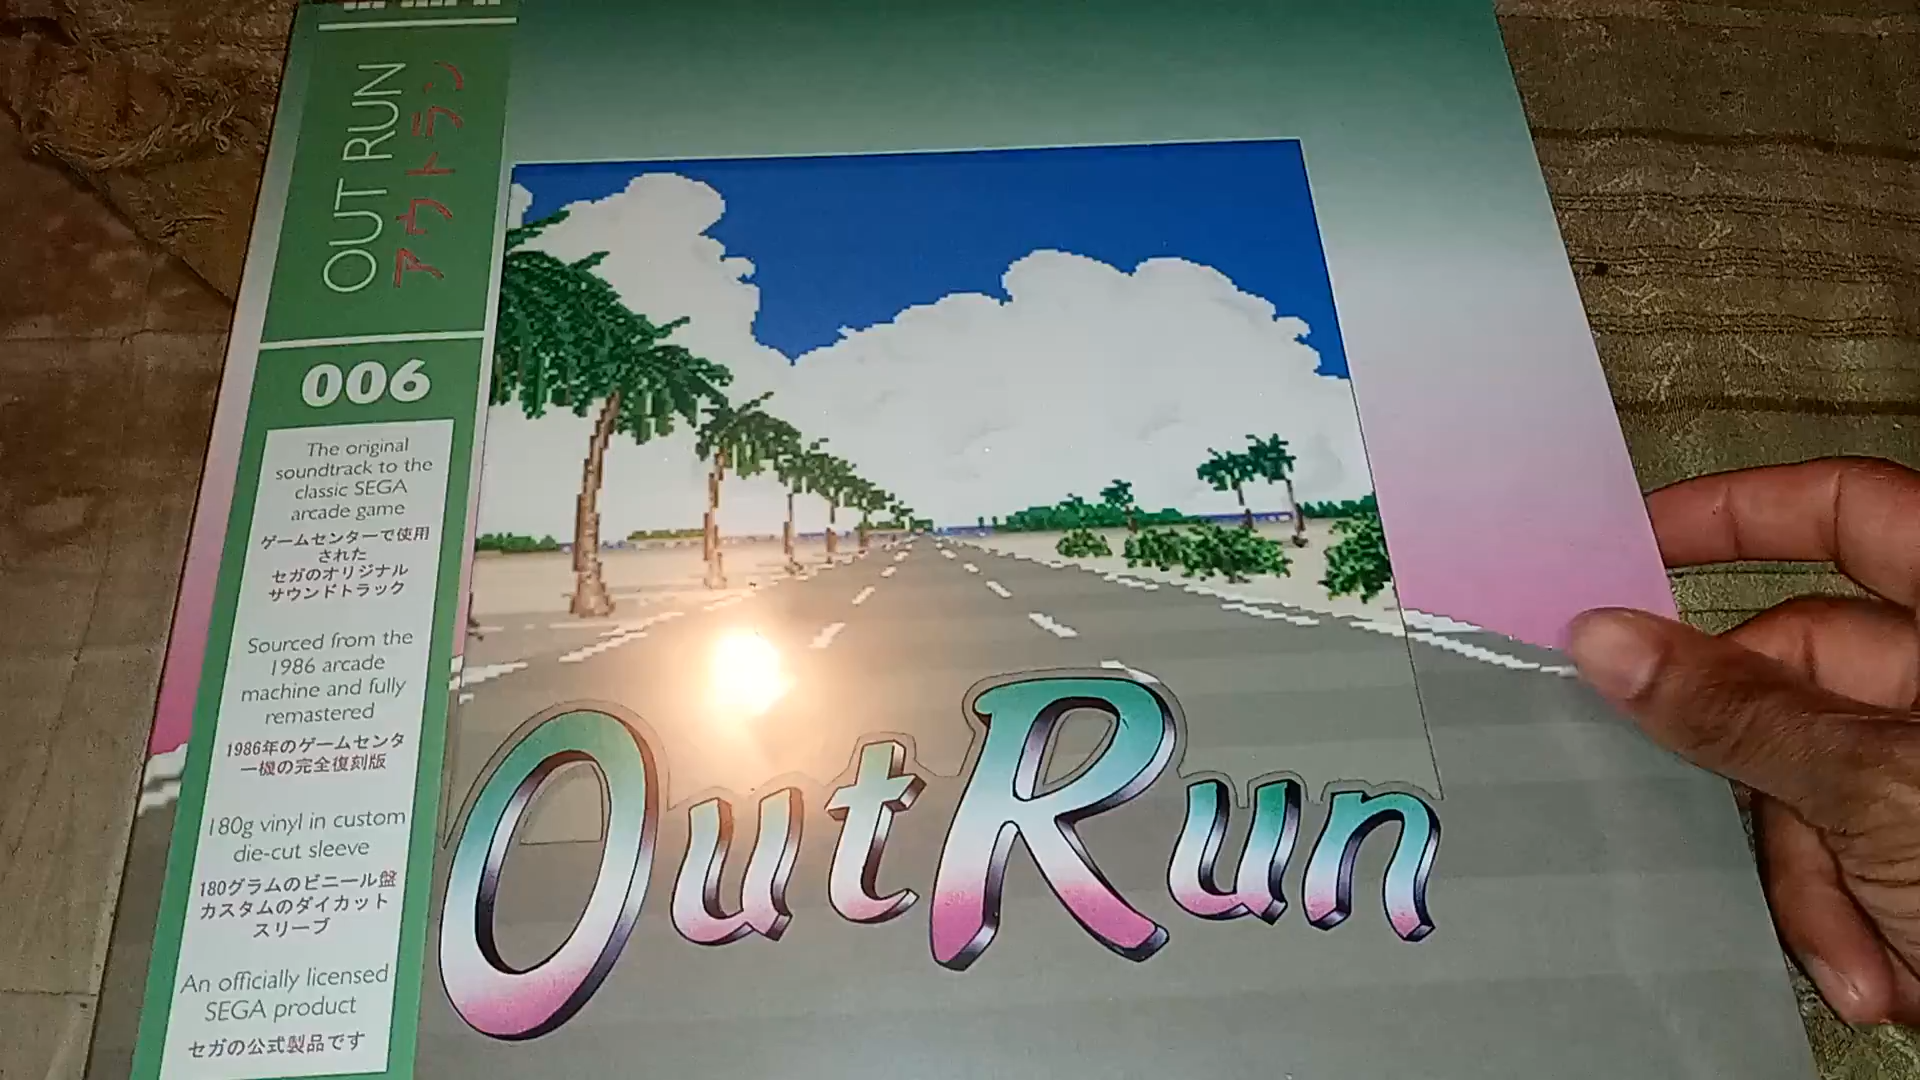 OUT RUN
アウトラン
006
The original
soundtrack to the
classic SEGA
arcade game
ゲームセンターで使用
された
セガのオリジナル
サウンドトラック
Sourced from the
1986 arcade
machine and fully
remastered
1986年のゲームセンタ
ー機の完全復刻版
180g vinyl in custom
die-cut sleeve
180グラムのビニール盤
カスタムのダイカット
スリーブ
An officially licensed
SEGA product
セガの公式製品です
OutRun